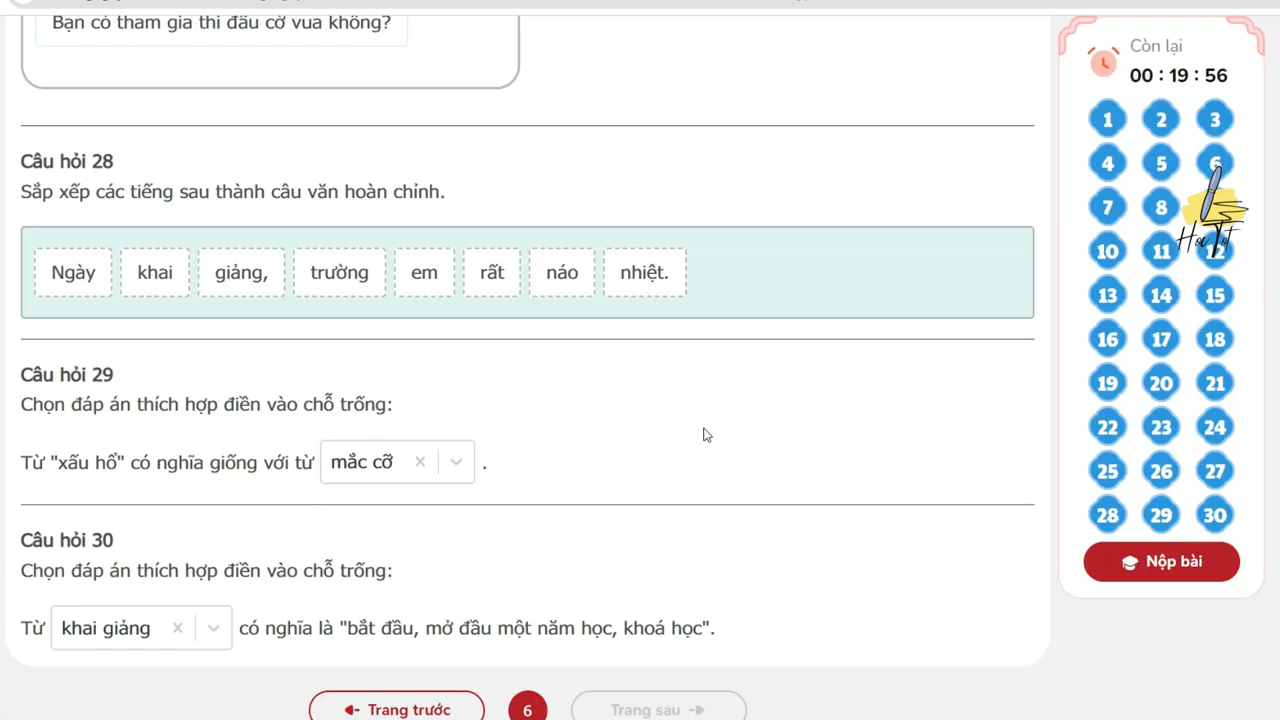 Bạn có tham gia thi đấu cờ vua không?
Còn lại
00 : 19 : 56
1 2 3
4 5 6
7 8
10 11 12
13 14 15
16 17 18
19 20 21
22 23 24
25 26 27
28 29 30
Nộp bài
Học Tốt
Câu hỏi 28
Sắp xếp các tiếng sau thành câu văn hoàn chỉnh.
Ngày khai giảng, trường em rất náo nhiệt.
Câu hỏi 29
Chọn đáp án thích hợp điền vào chỗ trống:
Từ "xấu hổ" có nghĩa giống với từ mắc cỡ .
Câu hỏi 30
Chọn đáp án thích hợp điền vào chỗ trống:
Từ khai giảng có nghĩa là "bắt đầu, mở đầu một năm học, khoá học".
Trang trước 6 Trang sau